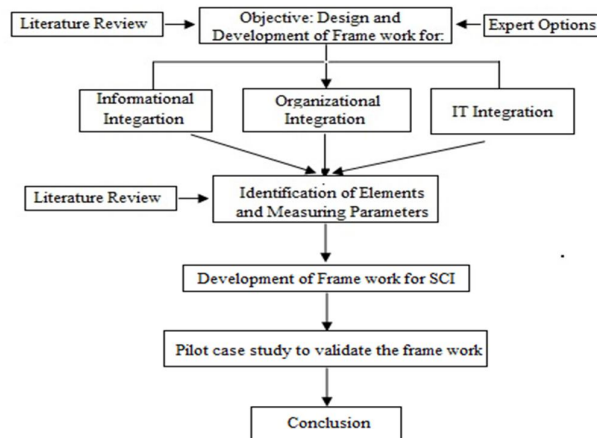 Literature Review
Objective: Design and
Development of Frame work for:
Expert Options
Informational
Integartion
Organizational
Integration
IT Integration
Literature Review
Identification of Elements
and Measuring Parameters
Development of Frame work for SCI
Pilot case study to validate the frame work
Conclusion